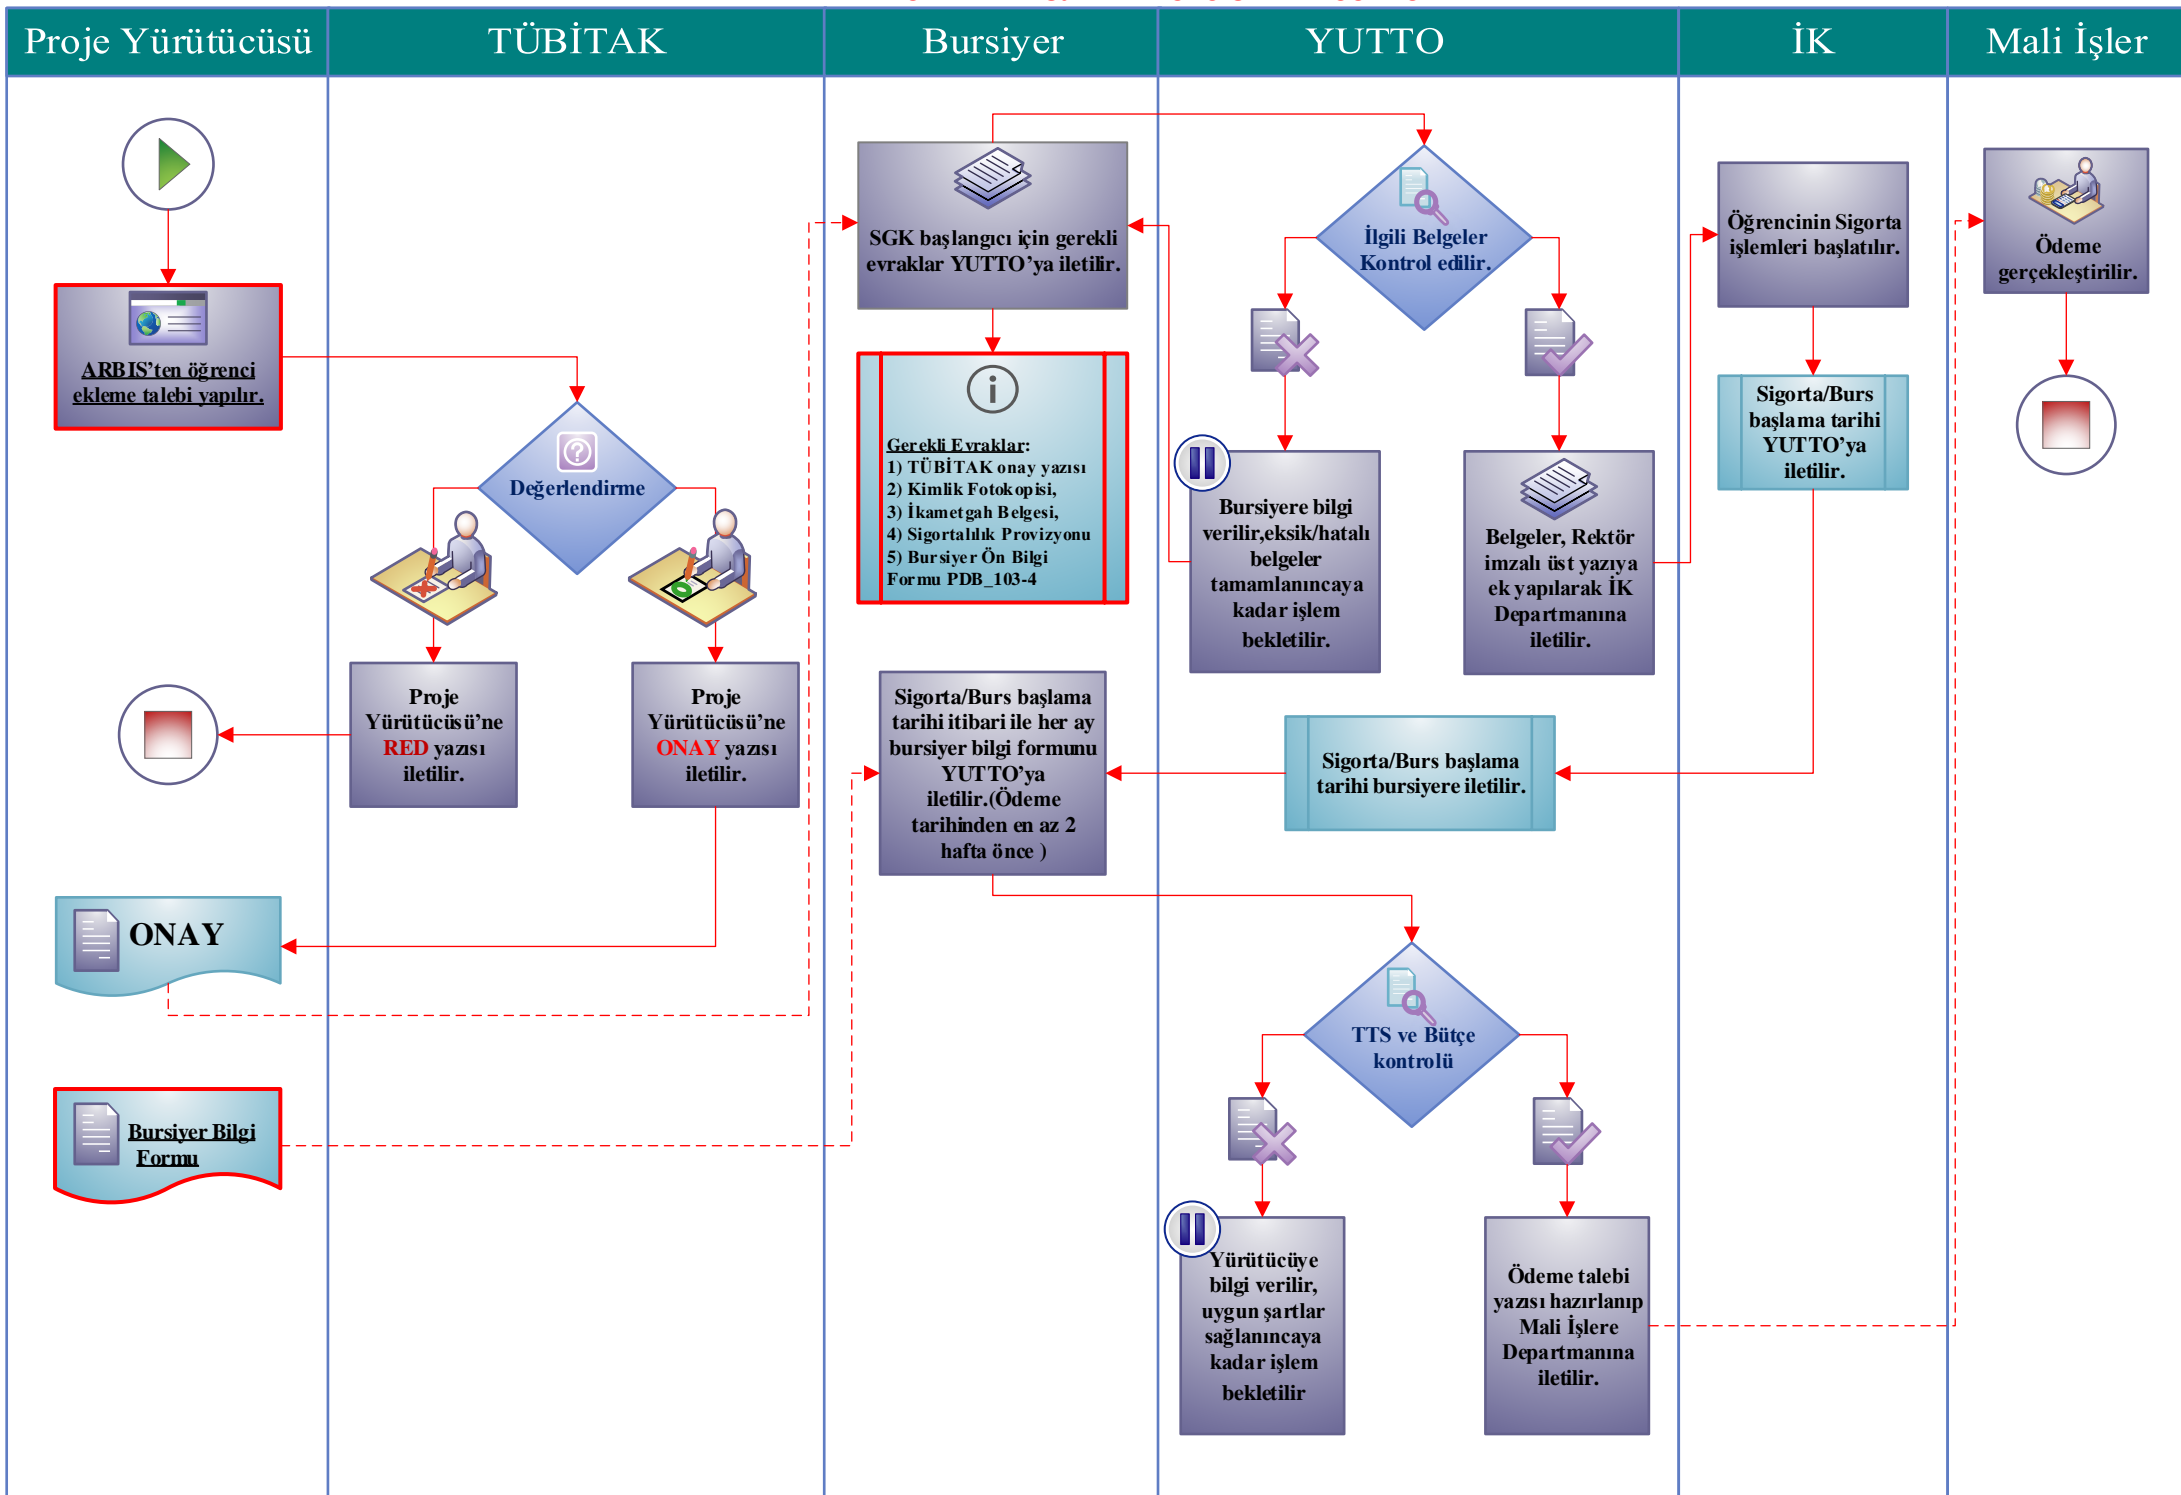 Proje Yürütücüsü
TÜBİTAK
Bursiyer
YUTTO
İK
Mali İşler
ARBIS’ten öğrenci
ekleme talebi yapılır.
Değerlendirme
Proje
Yürütücüsü’ne
RED yazısı
iletilir.
Proje
Yürütücüsü’ne
ONAY yazısı
iletilir.
ONAY
Bursiyer Bilgi
Formu
SGK başlangıcı için gerekli
evraklar YUTTO’ya iletilir.
Gerekli Evraklar:
1) TÜBİTAK onay yazısı
2) Kimlik Fotokopisi,
3) İkametgah Belgesi,
4) Sigortalılık Provizyonu
5) Bursiyer Ön Bilgi
Formu PDB_103-4
Sigorta/Burs başlama
tarihi itibari ile her ay
bursiyer bilgi formunu
YUTTO’ya
iletilir.(Ödeme
tarihinden en az 2
hafta önce )
İlgili Belgeler
Kontrol edilir.
Bursiyere bilgi
verilir,eksik/hatalı
belgeler
tamamlanıncaya
kadar işlem
bekletilir.
Belgeler, Rektör
imzalı üst yazıya
ek yapılarak İK
Departmanına
iletilir.
Sigorta/Burs başlama
tarihi bursiyere iletilir.
TTS ve Bütçe
kontrolü
Yürütücüye
bilgi verilir,
uygun şartlar
sağlanıncaya
kadar işlem
bekletilir
Ödeme talebi
yazısı hazırlanıp
Mali İşlere
Departmanına
iletilir.
Öğrencinin Sigorta
işlemleri başlatılır.
Sigorta/Burs
başlama tarihi
YUTTO’ya
iletilir.
Ödeme
gerçekleştirilir.